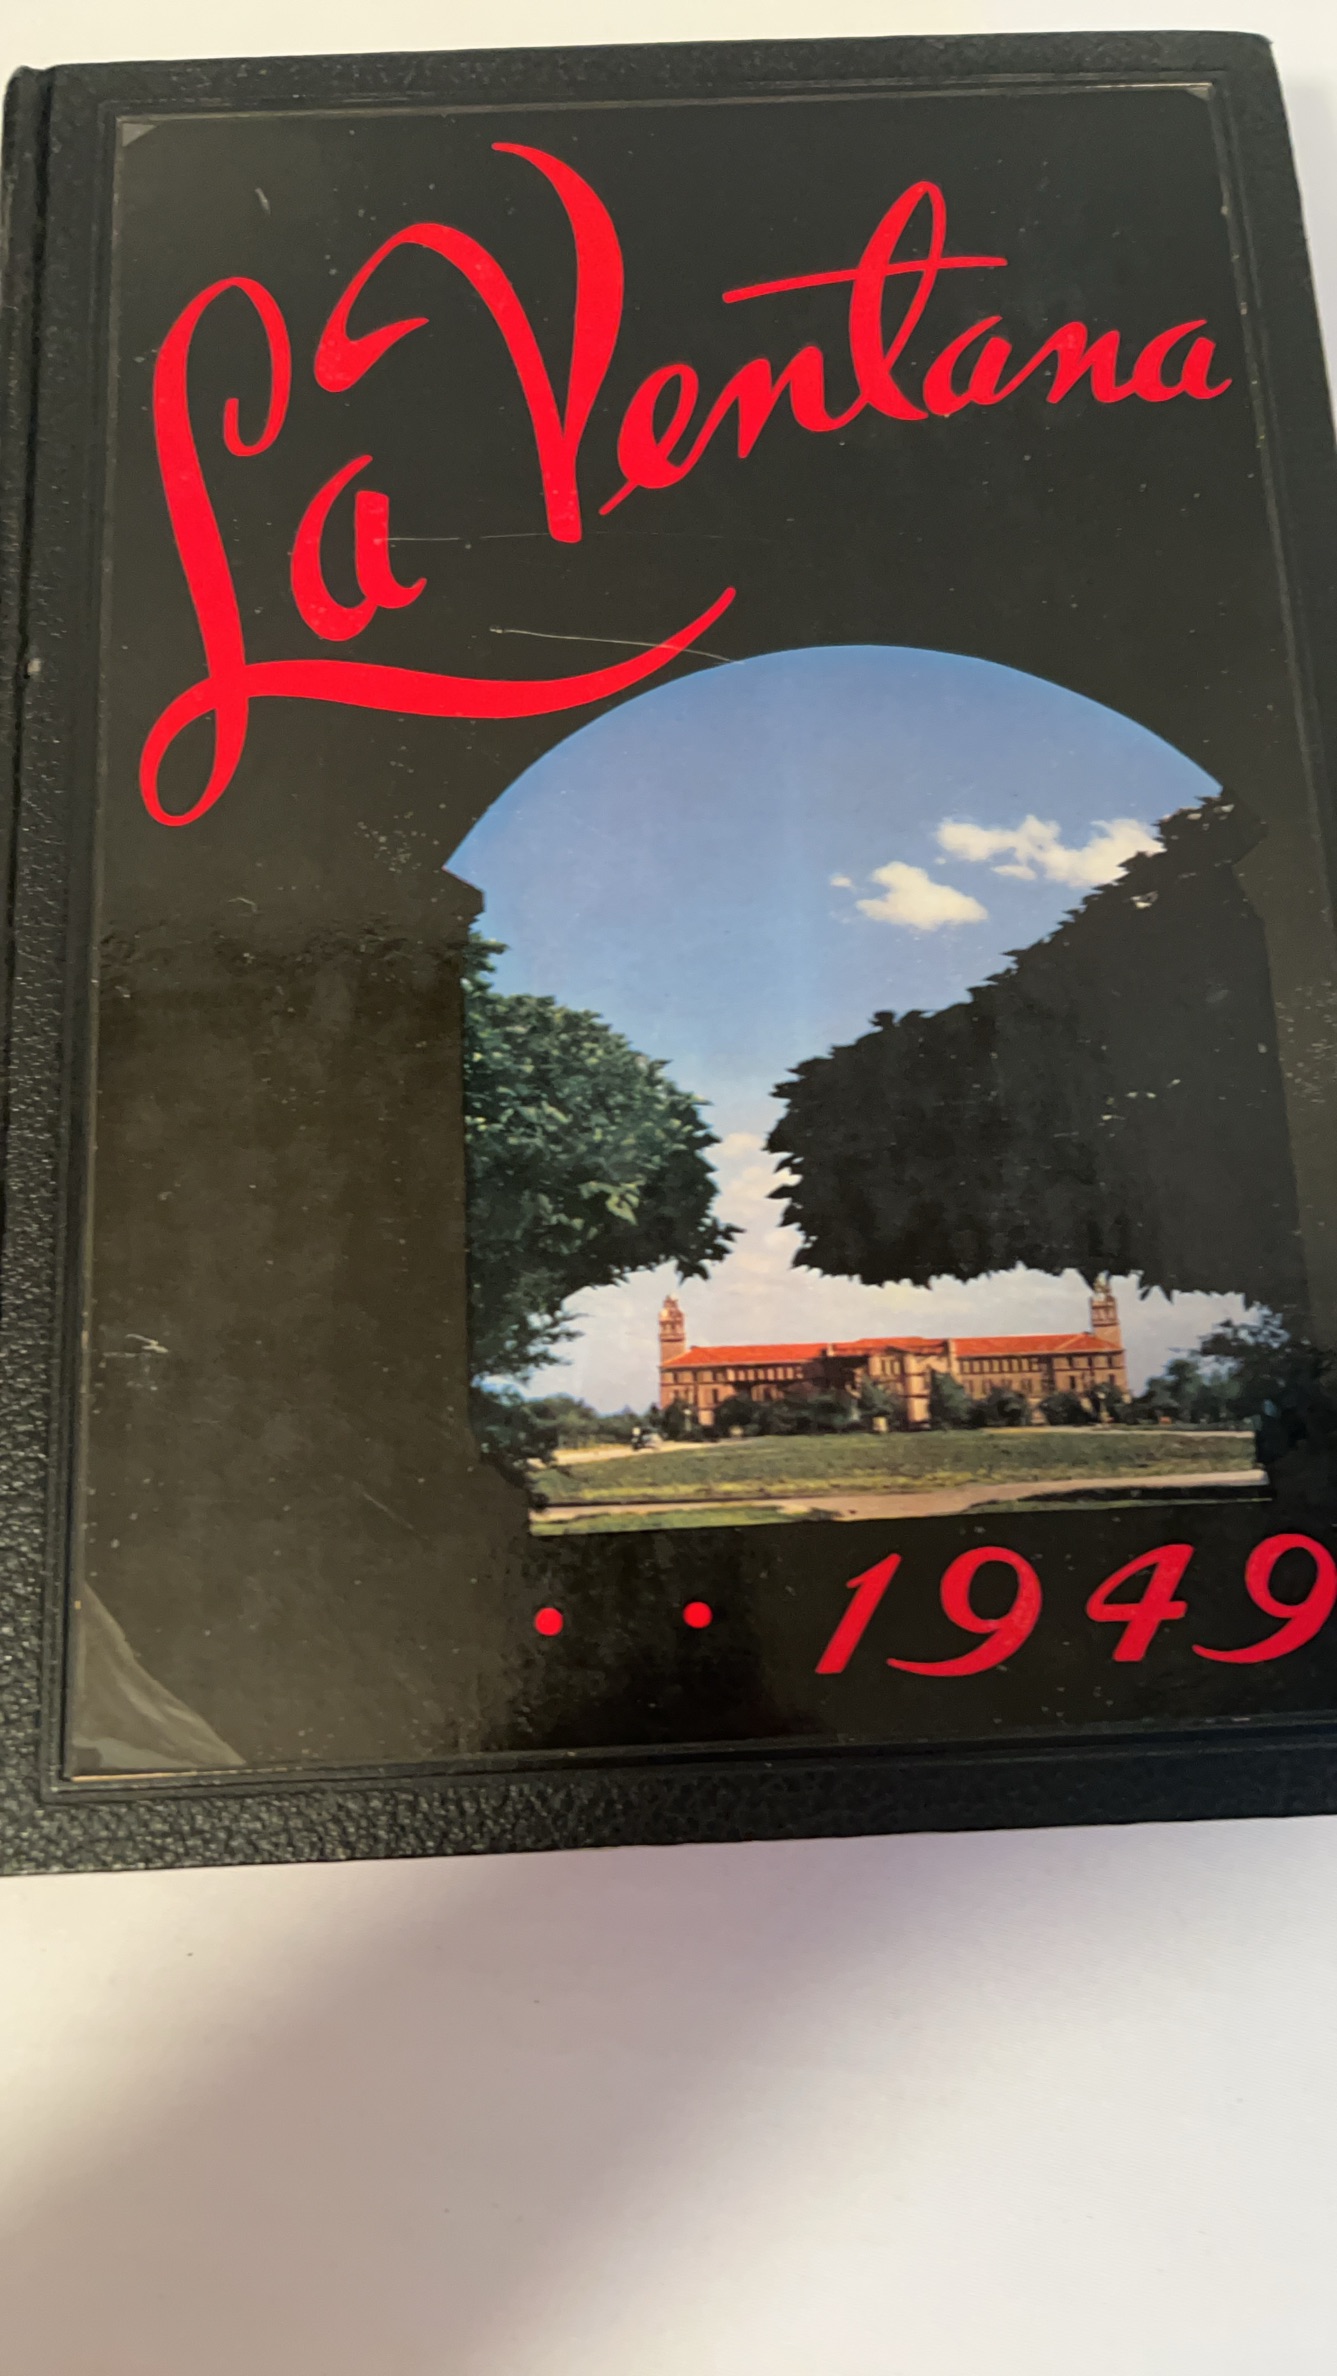 La Ventana
. . 1949